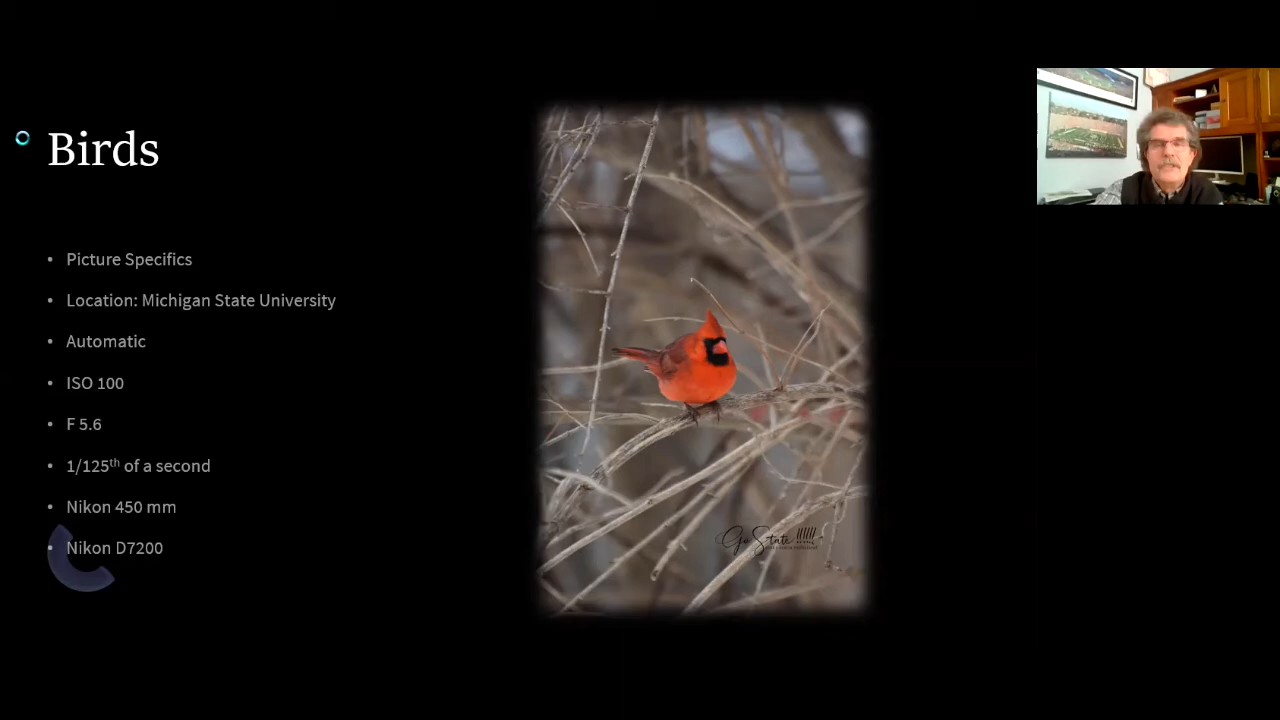 Birds
Picture Specifics
Location: Michigan State University
Automatic
ISO 100
F 5.6
1/125th of a second
Nikon 450 mm
Nikon D7200
Go State !!!!!!